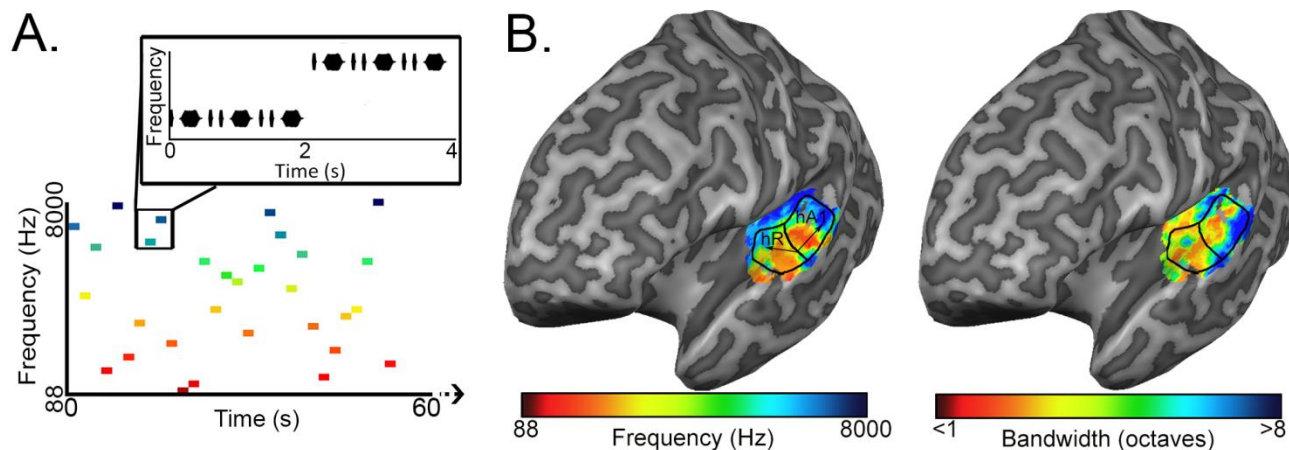 A.
Frequency
0 2 4
Time (s)
Frequency (Hz)
8000
88
80 60
Time (s)
B.
hA1
hR
88 8000
Frequency (Hz)
<1 >8
Bandwidth (octaves)